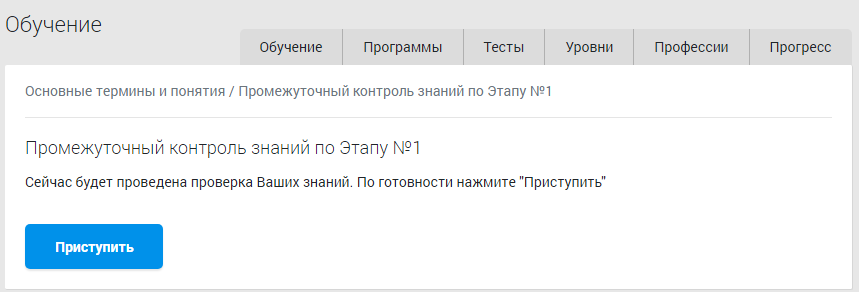 Обучение
Обучение Программы Тесты Уровни Профессии Прогресс
Основные термины и понятия / Промежуточный контроль знаний по Этапу №1
Промежуточный контроль знаний по Этапу №1
Сейчас будет проведена проверка Ваших знаний. По готовности нажмите "Приступить"
Приступить